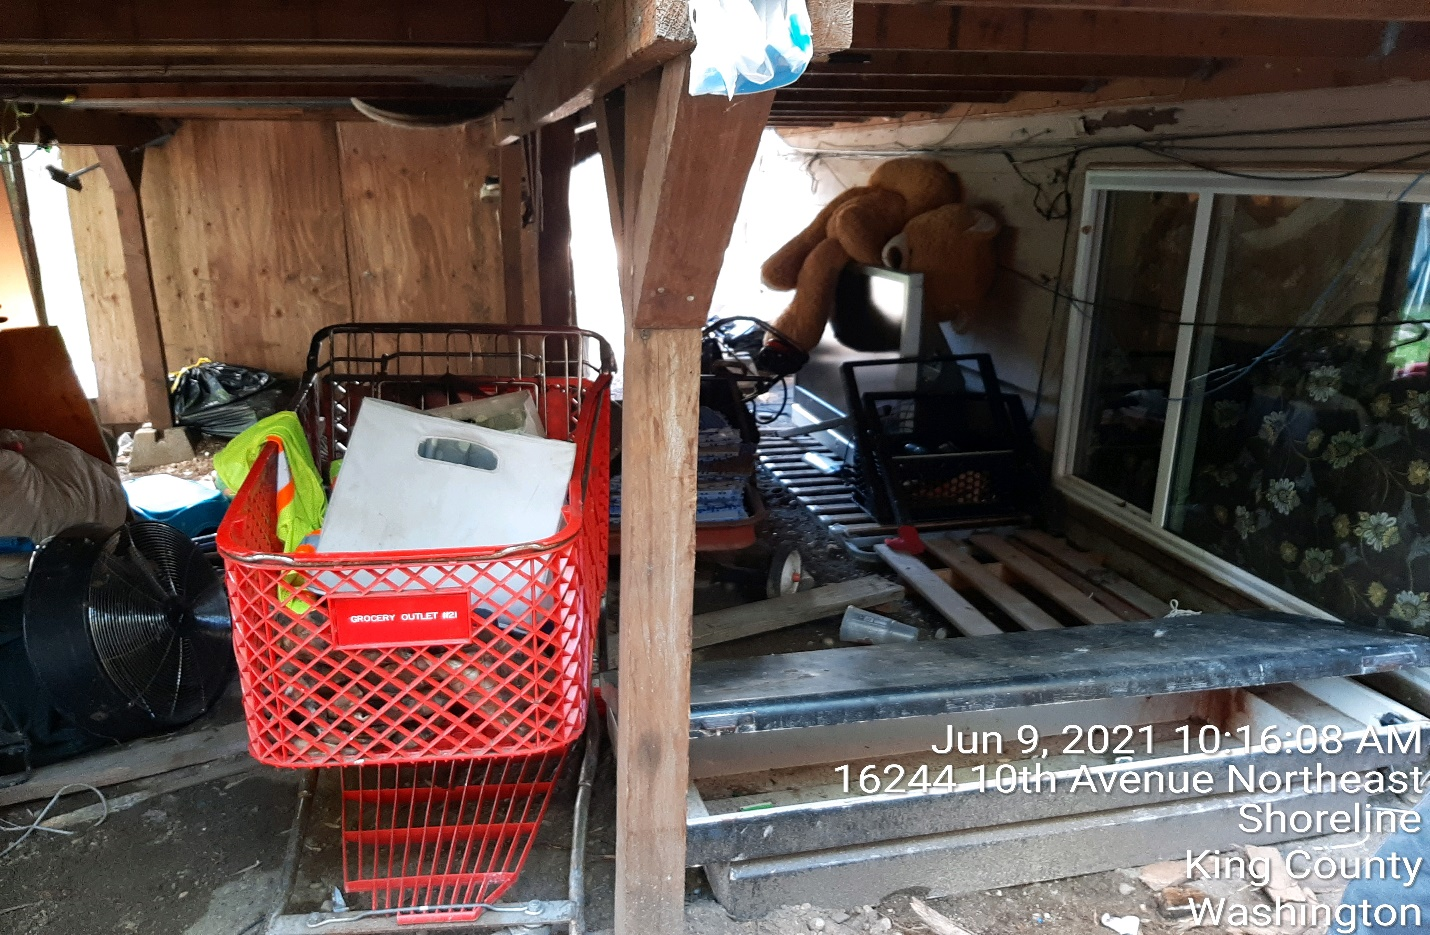 GROCERY OUTLET #21
Jun 9, 2021 10:16:08 AM
16244 10th Avenue Northeast
Shoreline
King County
Washington